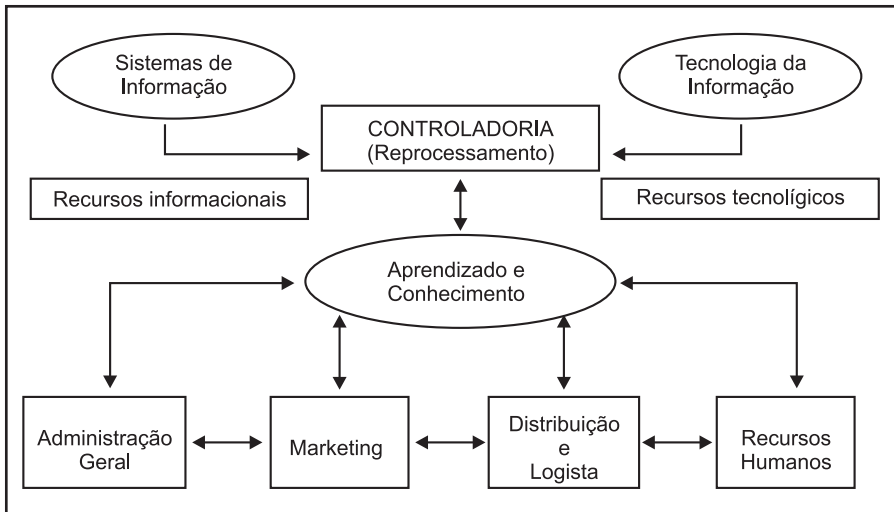 Sistemas de
Informação
Tecnologia da
Informação
CONTROLADORIA
(Reprocessamento)
Recursos informacionais
Recursos tecnolígicos
Aprendizado e
Conhecimento
Administração
Geral
Marketing
Distribuição
e
Logista
Recursos
Humanos